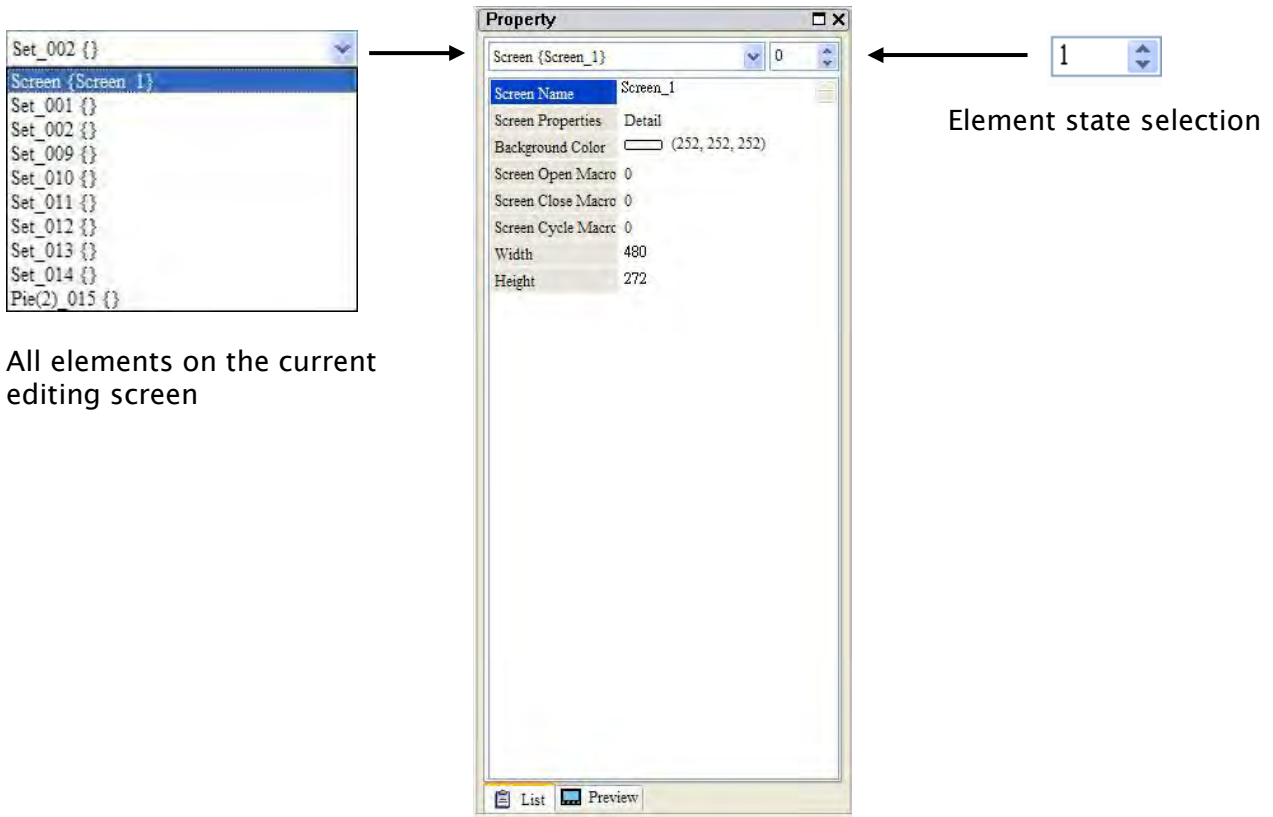 Set_002 {}
Screen {Screen_1}
Set_001 {}
Set_002 {}
Set_009 {}
Set_010 {}
Set_011 {}
Set_012 {}
Set_013 {}
Set_014 {}
Pie(2)_015 {}
All elements on the current
editing screen
Property
Screen {Screen_1} 0
Screen Name Screen_1
Screen Properties Detail
Background Color (252, 252, 252)
Screen Open Macro 0
Screen Close Macro 0
Screen Cycle Macro 0
Width 480
Height 272
List Preview
1
Element state selection